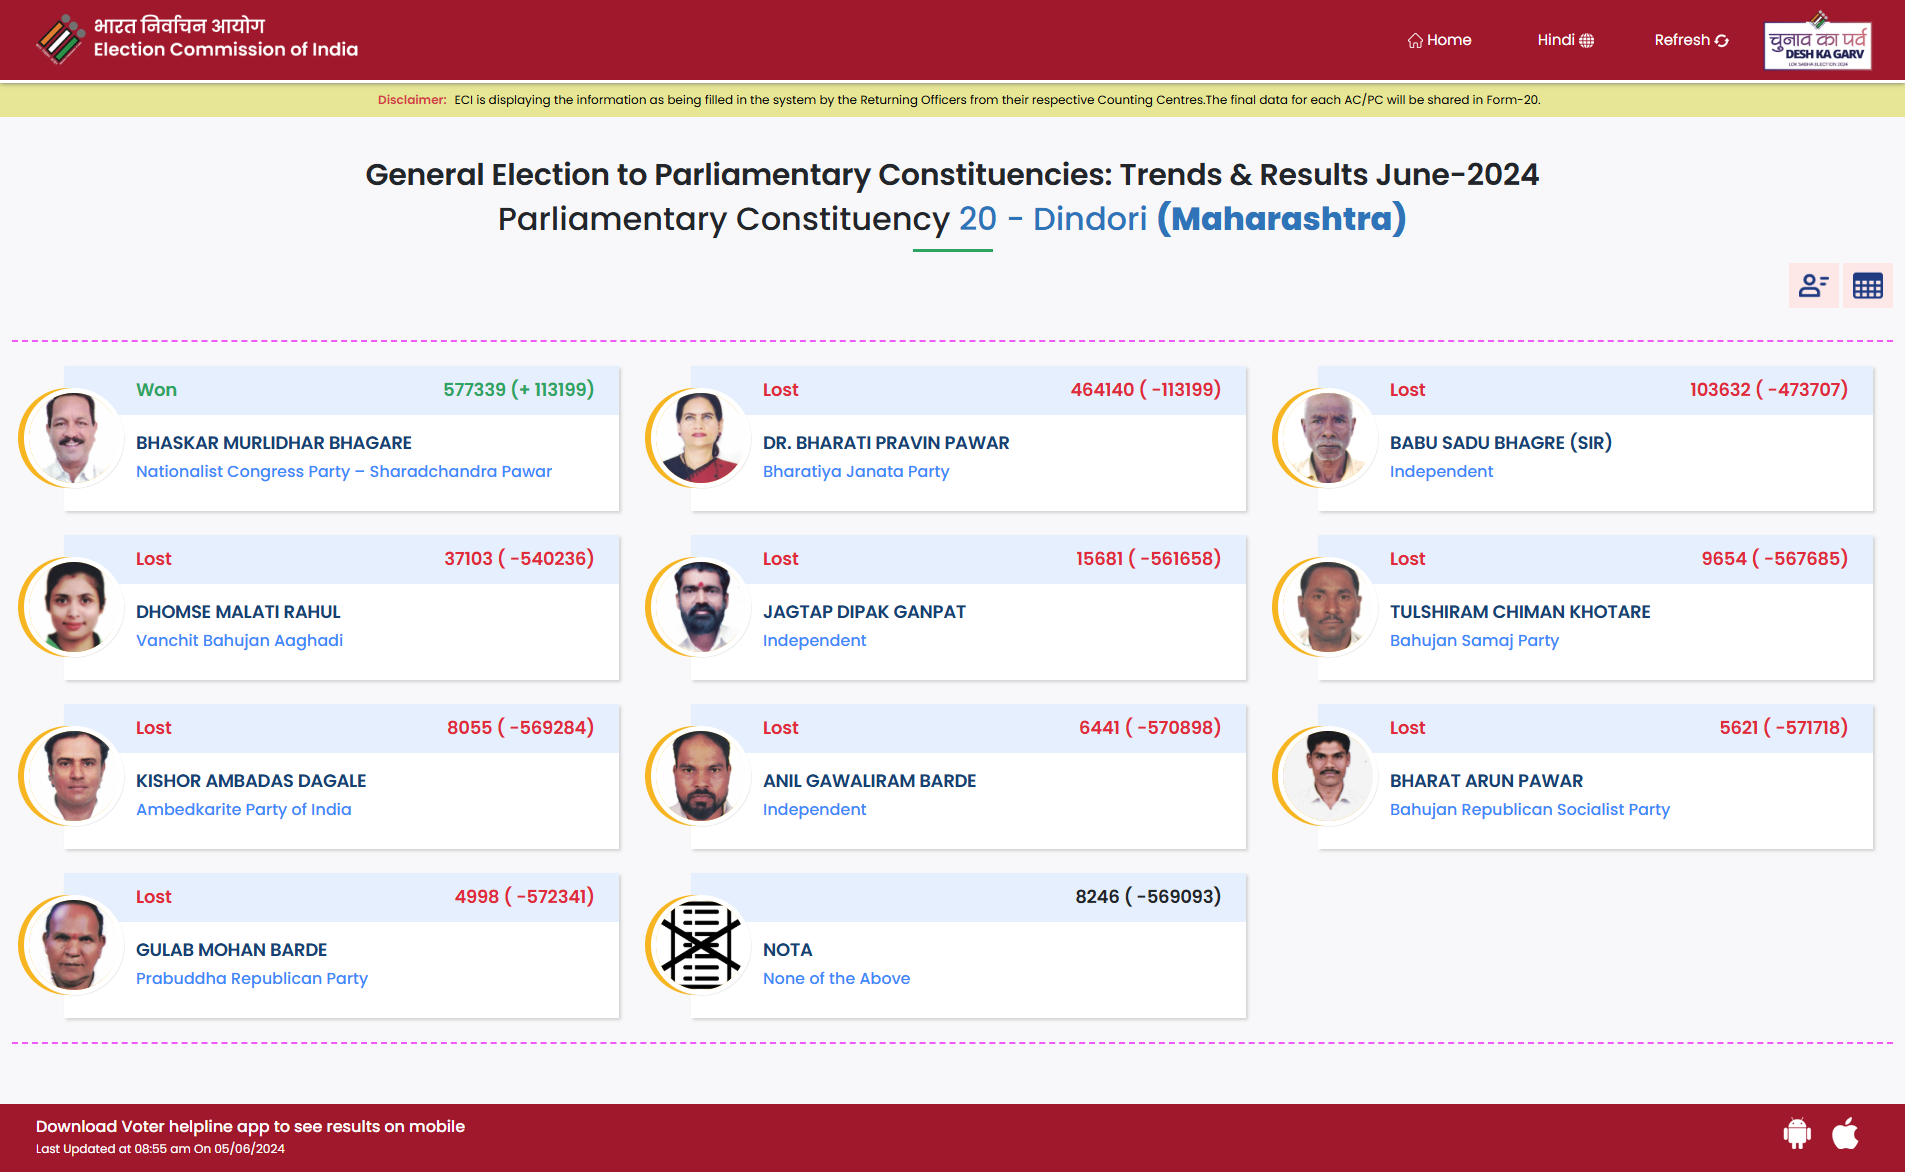 भारत निर्वाचन आयोग
Election Commission of India
Home
Hindi
Refresh
चुनाव का पर्व
DESH KA GARV
LOK SABHA ELECTION 2024
Disclaimer: ECI is displaying the information as being filled in the system by the Returning Officers from their respective Counting Centres.The final data for each AC/PC will be shared in Form-20.
General Election to Parliamentary Constituencies: Trends & Results June-2024
Parliamentary Constituency 20 - Dindori (Maharashtra)
Won 577339 (+ 113199)
BHASKAR MURLIDHAR BHAGARE
Nationalist Congress Party – Sharadchandra Pawar
Lost 464140 ( -113199)
DR. BHARATI PRAVIN PAWAR
Bharatiya Janata Party
Lost 103632 ( -473707)
BABU SADU BHAGRE (SIR)
Independent
Lost 37103 ( -540236)
DHOMSE MALATI RAHUL
Vanchit Bahujan Aaghadi
Lost 15681 ( -561658)
JAGTAP DIPAK GANPAT
Independent
Lost 9654 ( -567685)
TULSHIRAM CHIMAN KHOTARE
Bahujan Samaj Party
Lost 8055 ( -569284)
KISHOR AMBADAS DAGALE
Ambedkarite Party of India
Lost 6441 ( -570898)
ANIL GAWALIRAM BARDE
Independent
Lost 5621 ( -571718)
BHARAT ARUN PAWAR
Bahujan Republican Socialist Party
Lost 4998 ( -572341)
GULAB MOHAN BARDE
Prabuddha Republican Party
8246 ( -569093)
NOTA
None of the Above
Download Voter helpline app to see results on mobile
Last Updated at 08:55 am On 05/06/2024